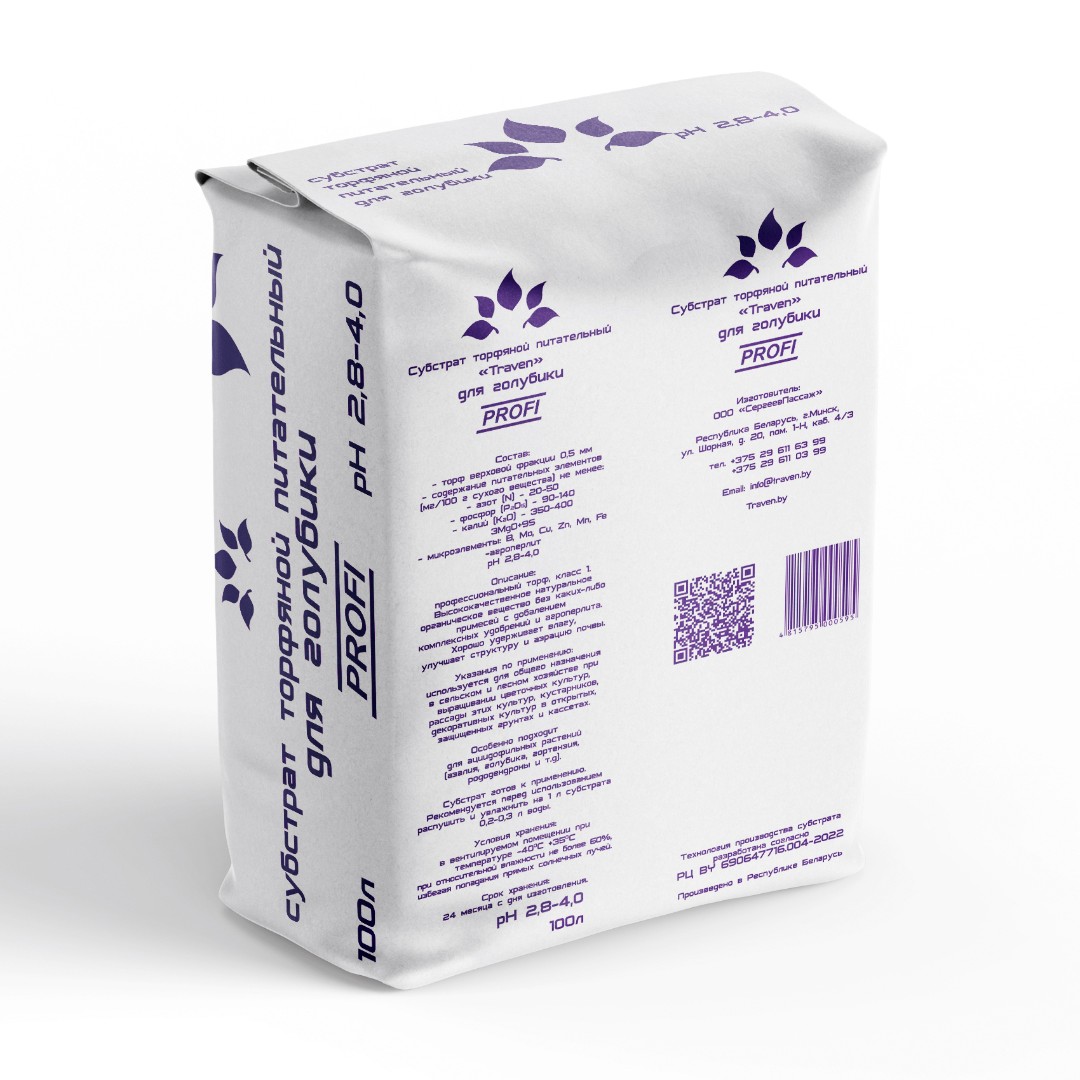 субстрат
торфяной
питательный
для голубики
pH 2,8-4,0
субстрат торфяной питательный
для голубики
PROFI
pH 2,8-4,0
100л
Субстрат торфяной питательный
«Traven»
для голубики
PROFI
Состав:
- торф верховой фракции 0,5 мм
- содержание питательных элементов
(мг/100 г сухого вещества) не менее:
- азот (N) - 20-50
- фосфор (P₂O₅) - 90-140
- калий (K₂O) - 350-400
3MgO+95
- микроэлементы: B, Mo, Cu, Zn, Mn, Fe
-агроперлит
pH 2,8-4,0
Описание:
профессиональный торф, класс 1.
Высококачественное натуральное
органическое вещество без каких-либо
примесей с добалением
комплексных удобрений и агроперлита.
Хорошо удерживает влагу,
улучшает структуру и аэрацию почвы.
Указания по применению:
используется для общего назначения
в сельском и лесном хозяйстве при
выращивании цветочных культур,
рассады этих культур, кустарников,
декоративных культур в открытых,
защищенных грунтах и кассетах.
Особенно подходит
для ацидофильных растений
(азалия, голубика, гортензия,
рододендроны и т.д).
Субстрат готов к применению.
Рекомендуется перед использованием
распушить и увлажнить на 1 л субстрата
0,2-0,3 л воды.
Условия хранения:
в вентилируемом помещении при
температуре -40°С +35°С
при относительной влажности не более 60%,
избегая попадания прямых солнечных лучей.
Срок хранения:
24 месяца с дня изготовления.
pH 2,8-4,0
100л
Субстрат торфяной питательный
«Traven»
для голубики
PROFI
Изготовитель:
ООО «СергеевПассаж»
Республика Беларусь, г.Минск,
ул. Шорная, д. 20, пом. 1-Н, каб. 4/3
тел. +375 29 611 63 99
+375 29 611 03 99
Email: info@traven.by
Traven.by
4 815795 000595
Технология производства субстрата
разработана согласно
РЦ BY 690647716.004-2022
Произведено в Республике Беларусь